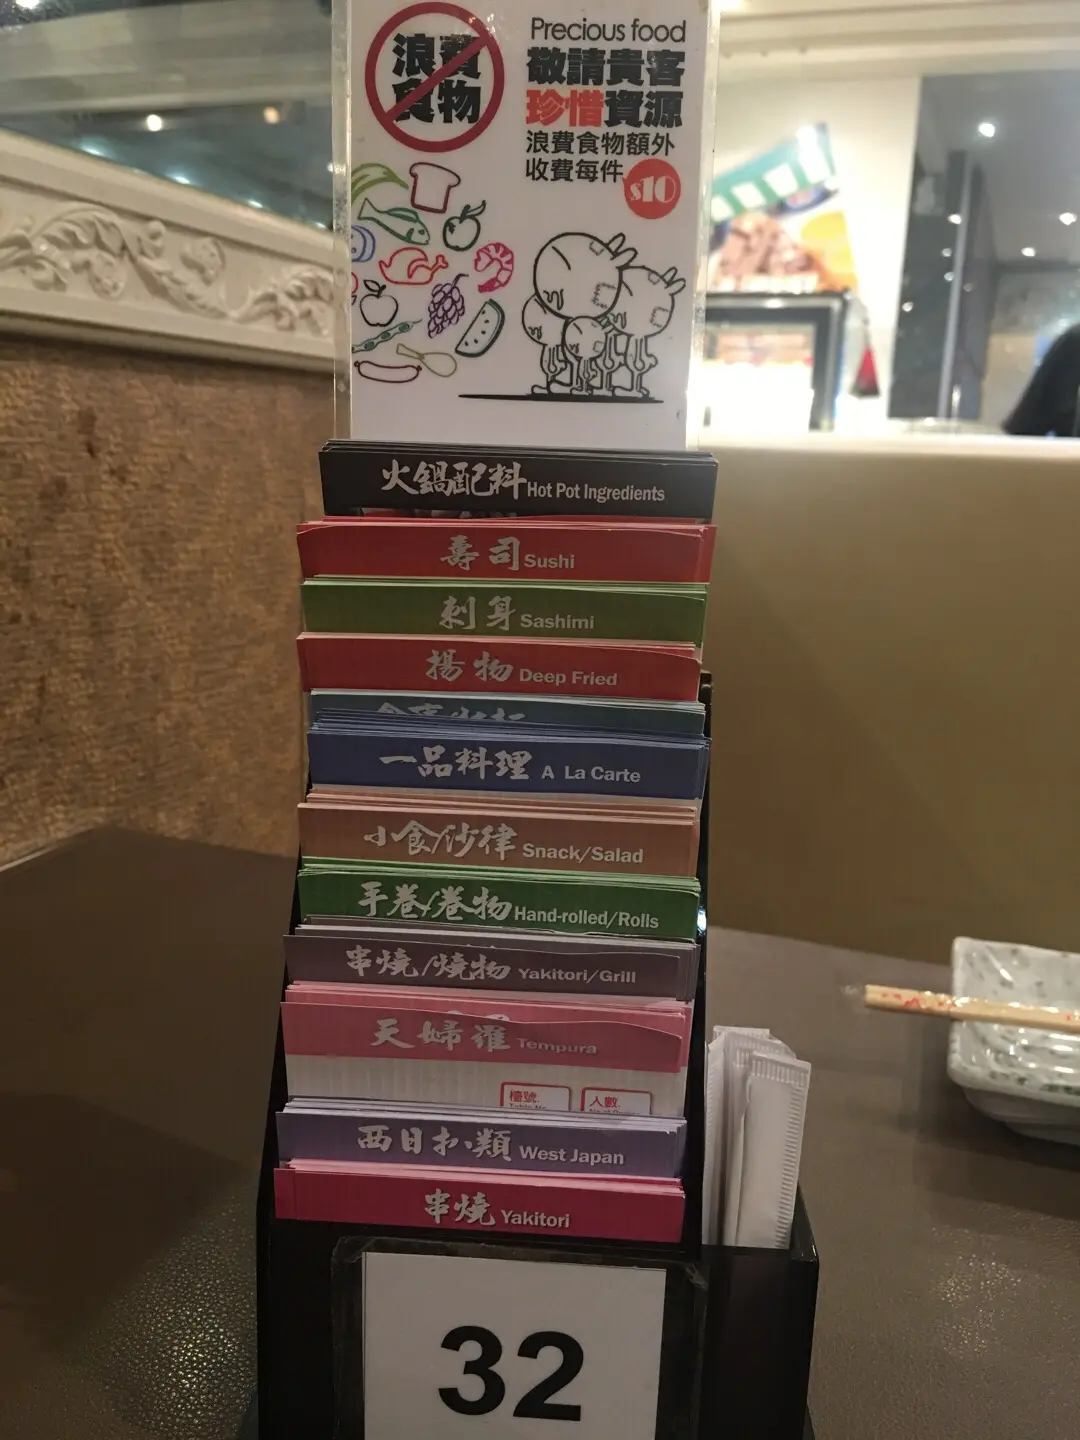 浪費
食物
Precious food
敬請貴客
珍惜資源
浪費食物額外
收費每件 $10
火鍋配料 Hot Pot Ingredients
壽司 Sushi
刺身 Sashimi
揚物 Deep Fried
一品料理 A La Carte
小食/沙律 Snack/Salad
手卷/卷物 Hand-rolled/Rolls
串燒/燒物 Yakitori/Grill
天婦羅 Tempura
檯號: 人數:
西日本類 West Japan
串燒 Yakitori
32